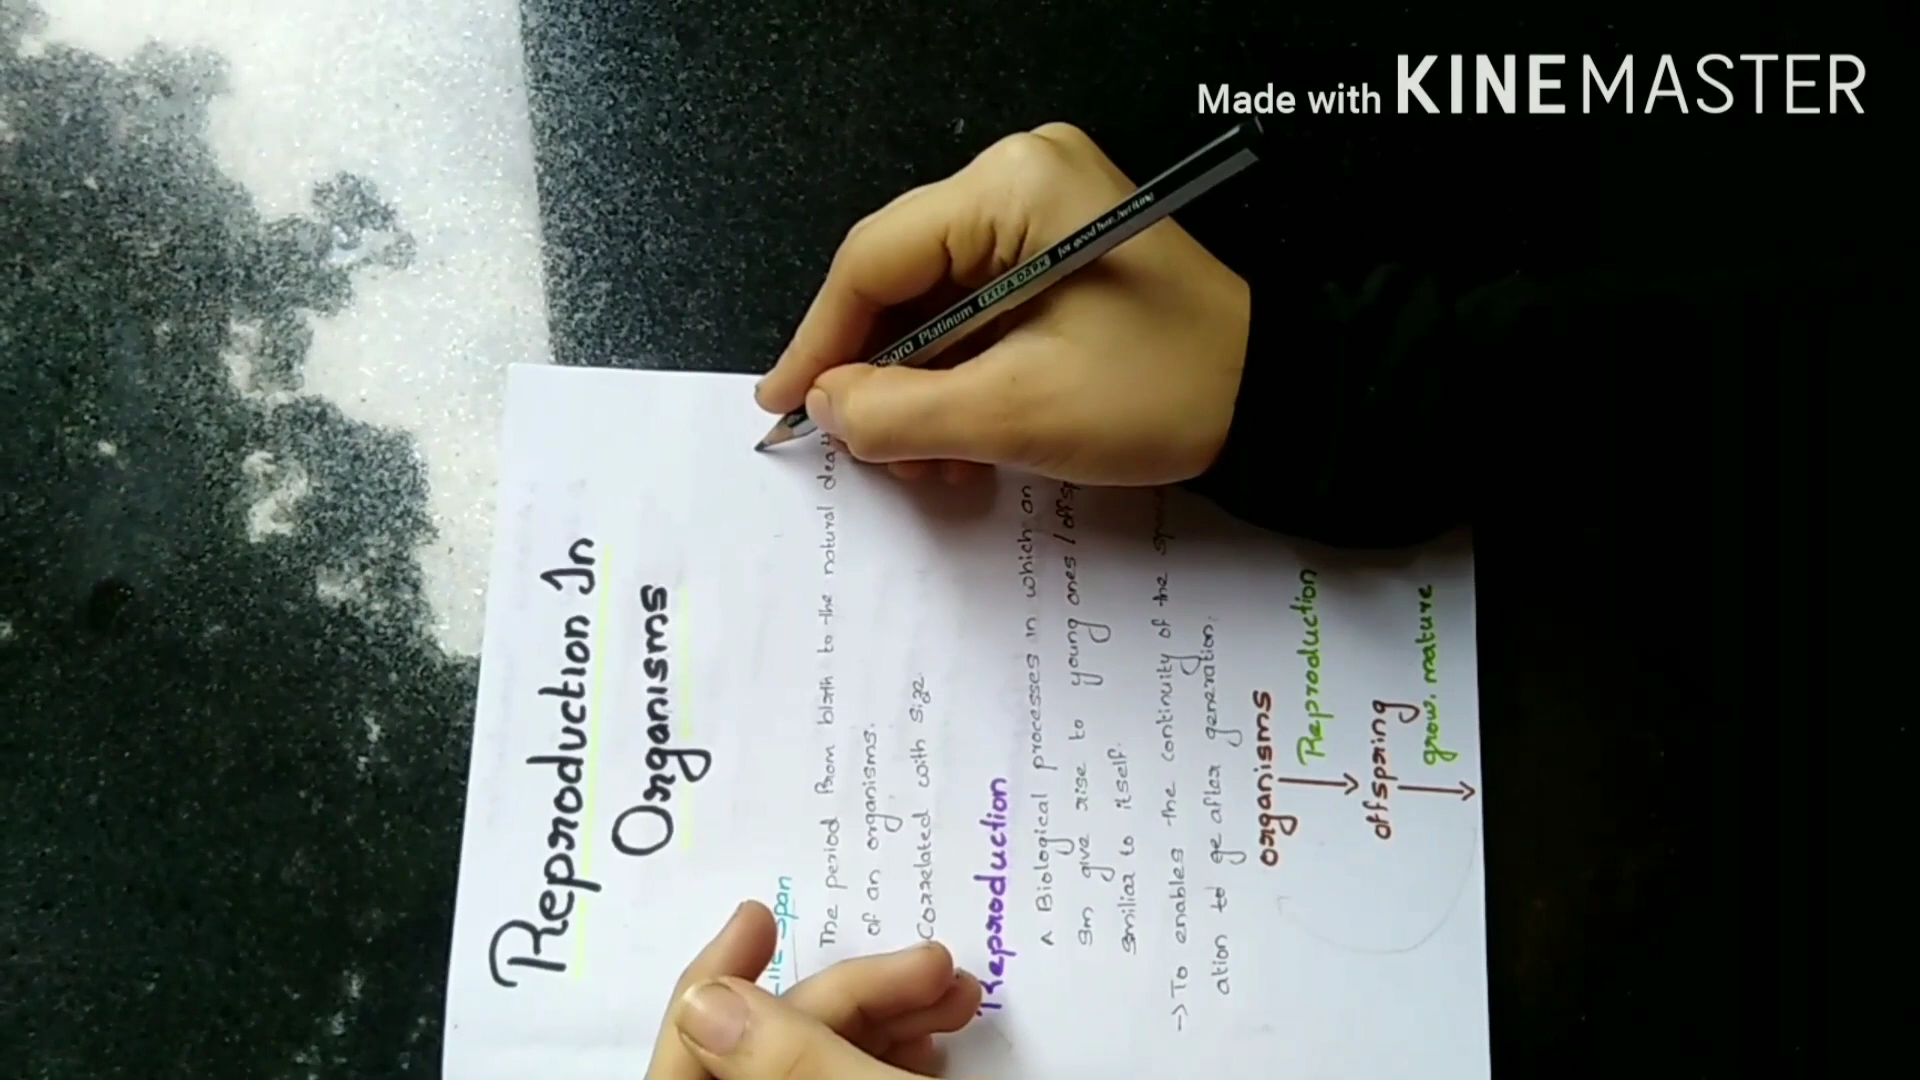 Made with KINEMASTER
Platinum EXTRA DARK for good handwriting
Reproduction In
Organisms
Span
The period from birth to the natural
of an organisms.
Correlated with size.
Reproduction
A Biological processes in which an
sm give rise to young ones /
smiliar to itself.
-> To enables the continuity of the
ation to ge after generation.
organisms
Reproduction
offspring
grow. mature